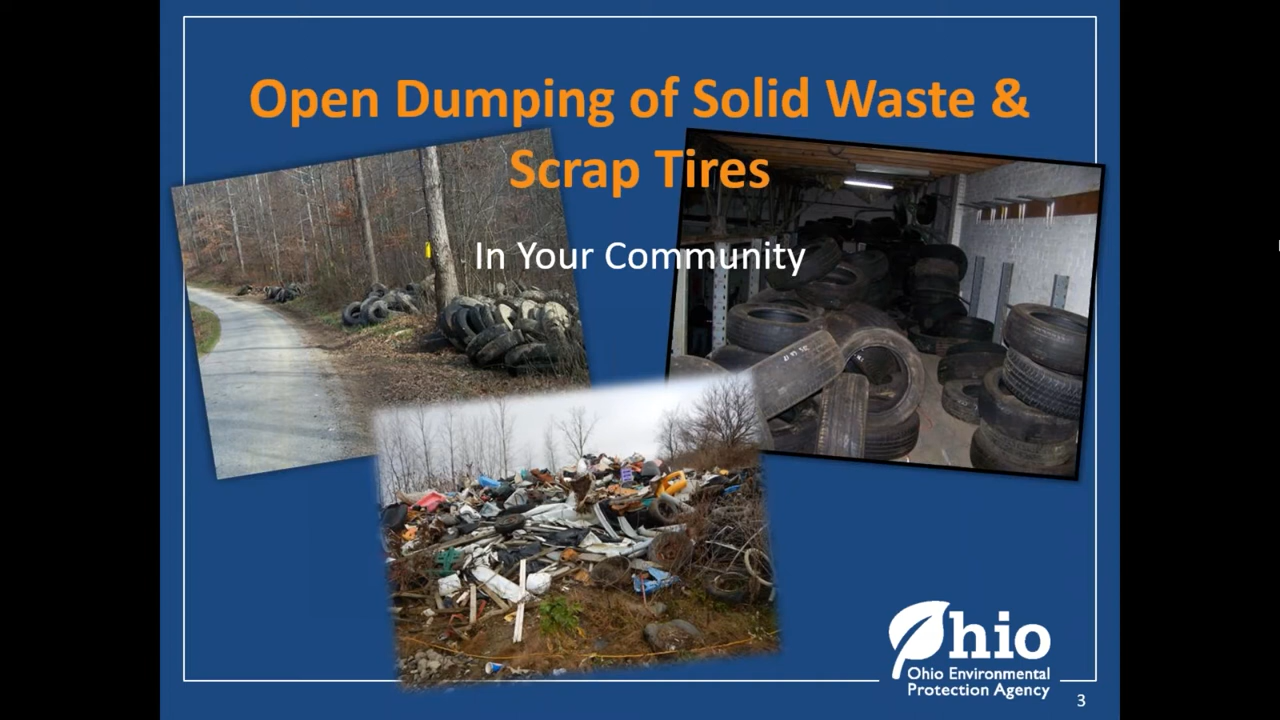 Open Dumping of Solid Waste &
Scrap Tires
In Your Community
Ohio
Ohio Environmental
Protection Agency
3